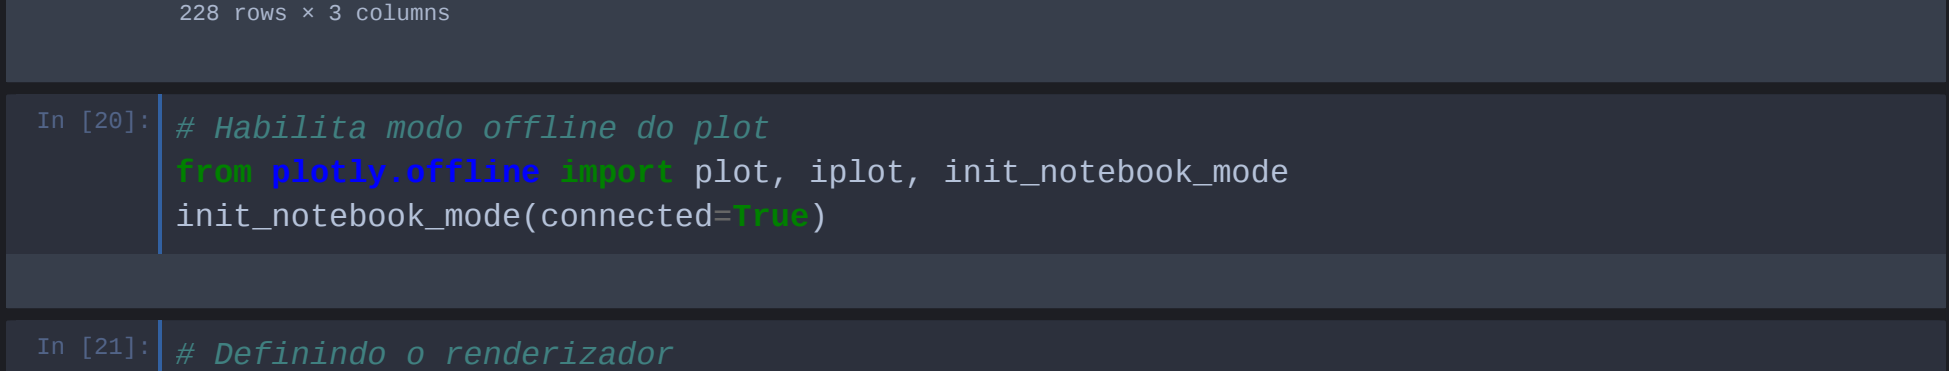 228 rows × 3 columns
In [20]:
# Habilita modo offline do plot
from plotly.offline import plot, iplot, init_notebook_mode
init_notebook_mode(connected=True)
In [21]:
# Definindo o renderizador